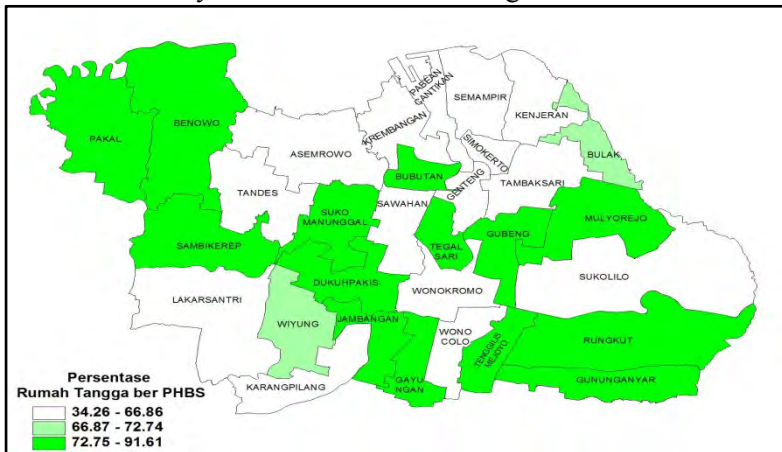 PABEAN
CANTIKAN
SEMAMPIR
KENJERAN
KREMBANGAN
BENOWO
PAKAL
ASEMROWO
SIMOKERTO
BULAK
BUBUTAN
GENTENG
TAMBAKSARI
TANDES
SAWAHAN
SUKO
MANUNGGAL
MULYOREJO
GUBENG
TEGAL
SARI
SAMBIKEREP
SUKOLILO
DUKUHPAKIS
WONOKROMO
LAKARSANTRI
WIYUNG
JAMBANGAN
WONO
COLO
TENGGILIS
MEJOYO
RUNGKUT
GAYU
NGAN
GUNUNGANYAR
KARANGPILANG
Persentase
Rumah Tangga ber PHBS
34.26 - 66.86
66.87 - 72.74
72.75 - 91.61